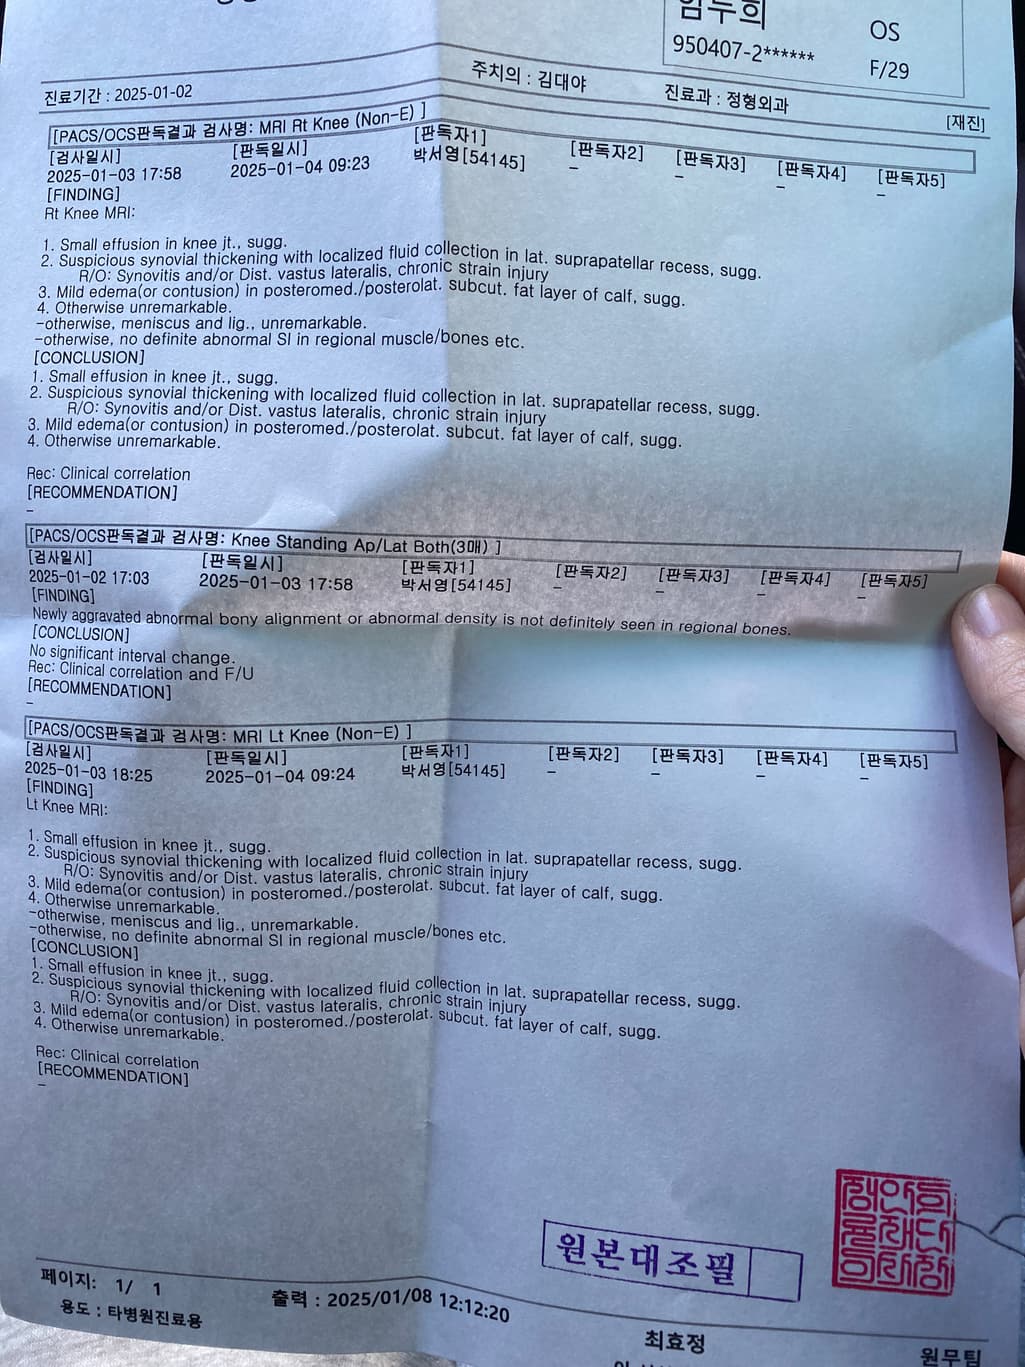 임두희
OS
950407-2******
F/29
진료기간 : 2025-01-02
주치의 : 김대야
진료과 : 정형외과
[재진]
[PACS/OCS판독결과 검사명: MRI Rt Knee (Non-E) ]
[검사일시] [판독일시] [판독자1] [판독자2] [판독자3] [판독자4] [판독자5]
2025-01-03 17:58 2025-01-04 09:23 박서영[54145] - - - -
[FINDING]
Rt Knee MRI:
1. Small effusion in knee jt., sugg.
2. Suspicious synovial thickening with localized fluid collection in lat. suprapatellar recess, sugg.
R/O: Synovitis and/or Dist. vastus lateralis, chronic strain injury
3. Mild edema(or contusion) in posteromed./posterolat. subcut. fat layer of calf, sugg.
4. Otherwise unremarkable.
-otherwise, meniscus and lig., unremarkable.
-otherwise, no definite abnormal SI in regional muscle/bones etc.
[CONCLUSION]
1. Small effusion in knee jt., sugg.
2. Suspicious synovial thickening with localized fluid collection in lat. suprapatellar recess, sugg.
R/O: Synovitis and/or Dist. vastus lateralis, chronic strain injury
3. Mild edema(or contusion) in posteromed./posterolat. subcut. fat layer of calf, sugg.
4. Otherwise unremarkable.
Rec: Clinical correlation
[RECOMMENDATION]
-
[PACS/OCS판독결과 검사명: Knee Standing Ap/Lat Both(3매) ]
[검사일시] [판독일시] [판독자1] [판독자2] [판독자3] [판독자4] [판독자5]
2025-01-02 17:03 2025-01-03 17:58 박서영[54145] - - - -
[FINDING]
Newly aggravated abnormal bony alignment or abnormal density is not definitely seen in regional bones.
[CONCLUSION]
No significant interval change.
Rec: Clinical correlation and F/U
[RECOMMENDATION]
-
[PACS/OCS판독결과 검사명: MRI Lt Knee (Non-E) ]
[검사일시] [판독일시] [판독자1] [판독자2] [판독자3] [판독자4] [판독자5]
2025-01-03 18:25 2025-01-04 09:24 박서영[54145] - - - -
[FINDING]
Lt Knee MRI:
1. Small effusion in knee jt., sugg.
2. Suspicious synovial thickening with localized fluid collection in lat. suprapatellar recess, sugg.
R/O: Synovitis and/or Dist. vastus lateralis, chronic strain injury
3. Mild edema(or contusion) in posteromed./posterolat. subcut. fat layer of calf, sugg.
4. Otherwise unremarkable.
-otherwise, meniscus and lig., unremarkable.
-otherwise, no definite abnormal SI in regional muscle/bones etc.
[CONCLUSION]
1. Small effusion in knee jt., sugg.
2. Suspicious synovial thickening with localized fluid collection in lat. suprapatellar recess, sugg.
R/O: Synovitis and/or Dist. vastus lateralis, chronic strain injury
3. Mild edema(or contusion) in posteromed./posterolat. subcut. fat layer of calf, sugg.
4. Otherwise unremarkable.
Rec: Clinical correlation
[RECOMMENDATION]
-
원본대조필
페이지: 1/ 1
출력 : 2025/01/08 12:12:20
용도 : 타병원진료용
최효정
원무팀